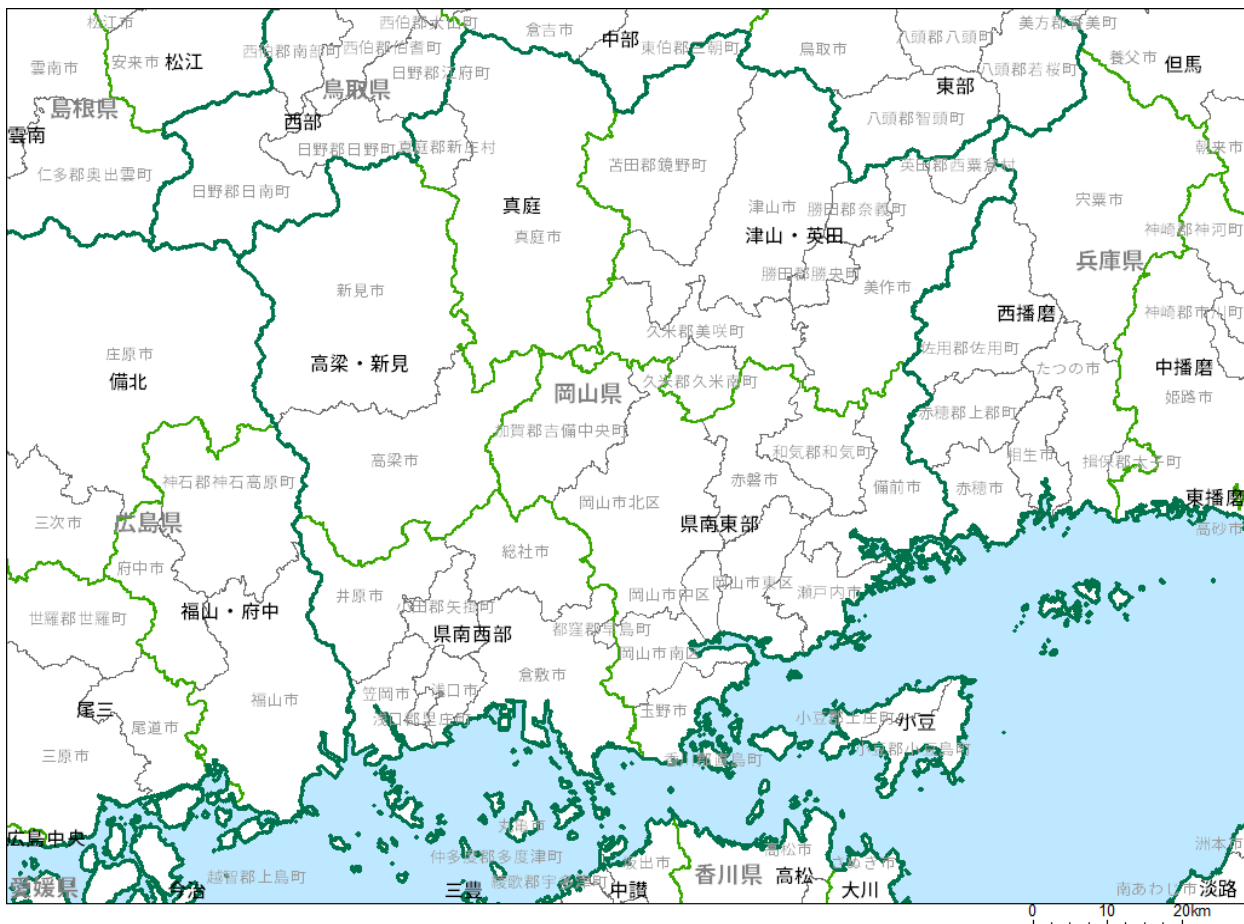 松江市
西伯郡大山町
倉吉市
中部
東伯郡三朝町
鳥取市
八頭郡八頭町
美方郡香美町
雲南市
安来市
松江
西伯郡南部町
西伯郡伯耆町
日野郡江府町
八頭郡若桜町
養父市
但馬
島根県
鳥取県
東部
雲南
西部
八頭郡智頭町
日野郡日野町
真庭郡新庄村
朝来市
仁多郡奥出雲町
日野郡日南町
苫田郡鏡野町
英田郡西粟倉村
真庭
津山市
勝田郡奈義町
宍粟市
真庭市
津山・英田
神崎郡神河町
兵庫県
勝田郡勝央町
新見市
美作市
西播磨
神崎郡市川町
久米郡美咲町
庄原市
高梁・新見
佐用郡佐用町
たつの市
備北
中播磨
岡山県
久米郡久米南町
姫路市
赤穂郡上郡町
加賀郡吉備中央町
高梁市
和気郡和気町
相生市
揖保郡太子町
神石郡神石高原町
赤磐市
備前市
赤穂市
岡山市北区
東播磨
三次市
広島県
県南東部
高砂市
総社市
府中市
岡山市東区
井原市
小田郡矢掛町
岡山市中区
瀬戸内市
世羅郡世羅町
福山・府中
県南西部
都窪郡早島町
岡山市南区
倉敷市
福山市
笠岡市
浅口市
尾三
玉野市
浅口郡里庄町
小豆郡土庄町
小豆
尾道市
三原市
香川郡直島町
小豆郡小豆島町
丸亀市
広島中央
仲多度郡多度津町
坂出市
高松市
さぬき市
洲本市
愛媛県
今治
越智郡上島町
三豊
綾歌郡宇多津町
中讃
香川県
高松
大川
南あわじ市
淡路
0 10 20km